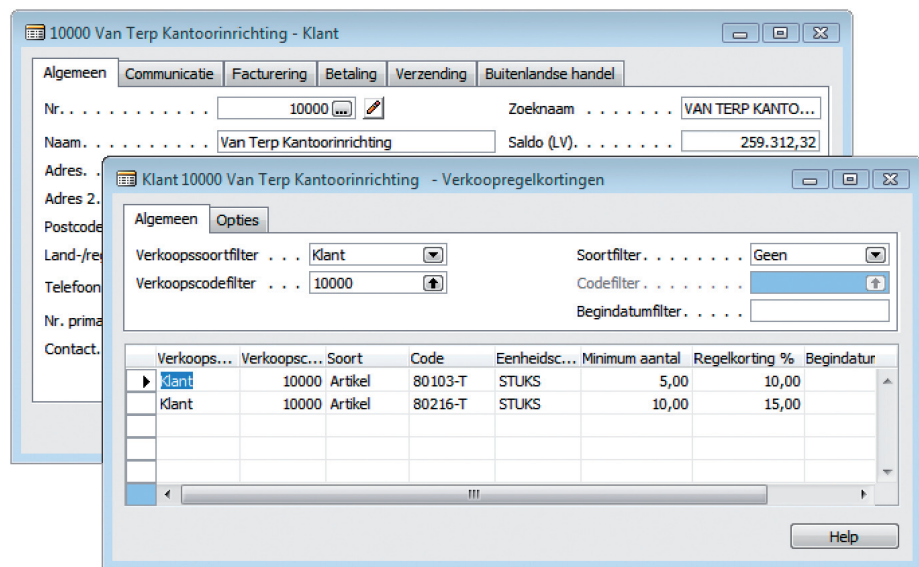 10000 Van Terp Kantoorinrichting - Klant
Algemeen Communicatie Facturering Betaling Verzending Buitenlandse handel
Nr. . . . . . . . . . . . 10000 ... Zoeknaam . . . . . . . VAN TERP KANTO...
Naam. . . . . . . . . . . Van Terp Kantoorinrichting Saldo (LV). . . . . . . . 259.312,32
Adres. .
Adres 2.
Postcode
Land-/re
Telefoon
Nr. prima
Contact.
Klant 10000 Van Terp Kantoorinrichting - Verkoopregelkortingen
Algemeen Opties
Verkoopssoortfilter . . . Klant Soortfilter. . . . . . . . Geen
Verkoopscodefilter . . . 10000 Codefilter . . . . . . . .
Begindatumfilter. . . . .
Verkoops... Verkoopsc... Soort Code Eenheidsc... Minimum aantal Regelkorting % Begindatur
Klant 10000 Artikel 80103-T STUKS 5,00 10,00
Klant 10000 Artikel 80216-T STUKS 10,00 15,00
Help